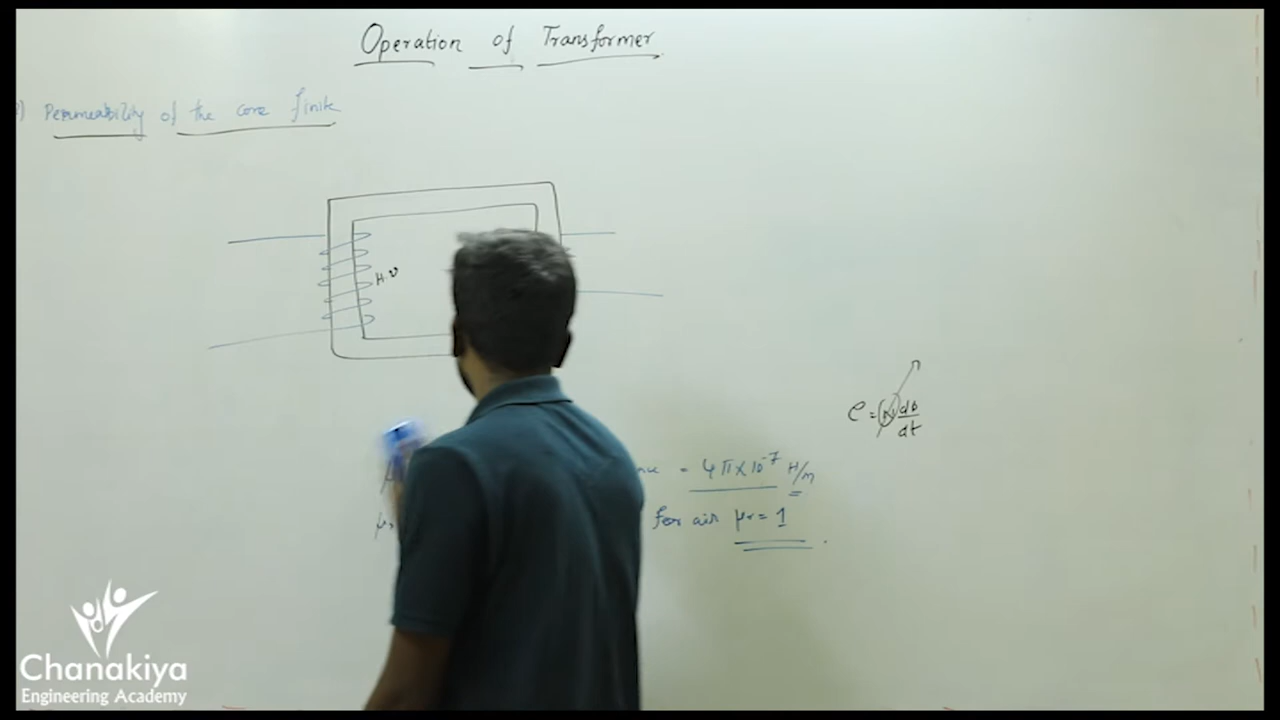 Operation of Transformer
) Permeability of the core finite
H.V
e = N dΦ/dt
= 4π×10⁻⁷ H/m
for air μr = 1
Chanakiya
Engineering Academy